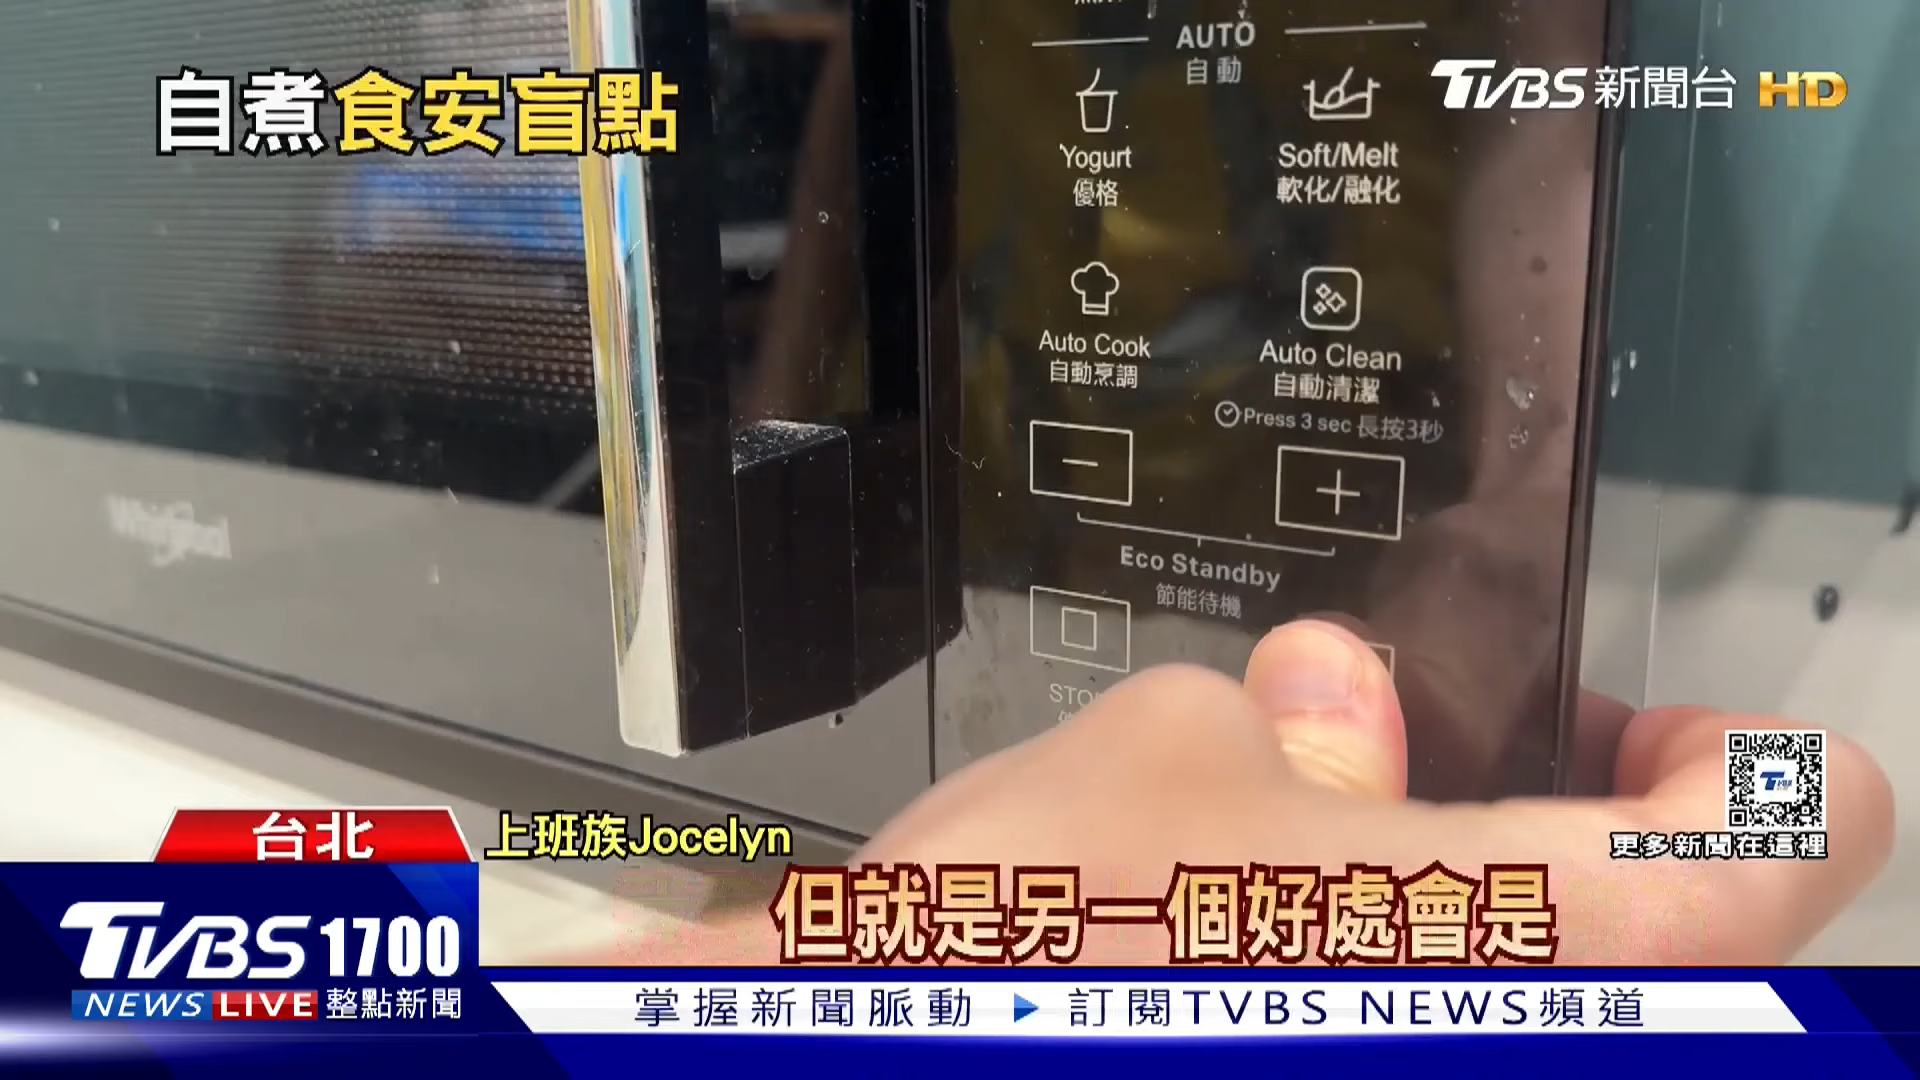 自煮食安盲點
TVBS新聞台 HD
AUTO
自動
Yogurt
優格
Soft/Melt
軟化/融化
Auto Cook
自動烹調
Auto Clean
自動清潔
Press 3 sec 長按3秒
Eco Standby
節能待機
Whirlpool
更多新聞在這裡
台北
上班族Jocelyn
但就是另一個好處會是
TVBS 1700
NEWS LIVE 整點新聞
掌握新聞脈動 ▶ 訂閱TVBS NEWS頻道